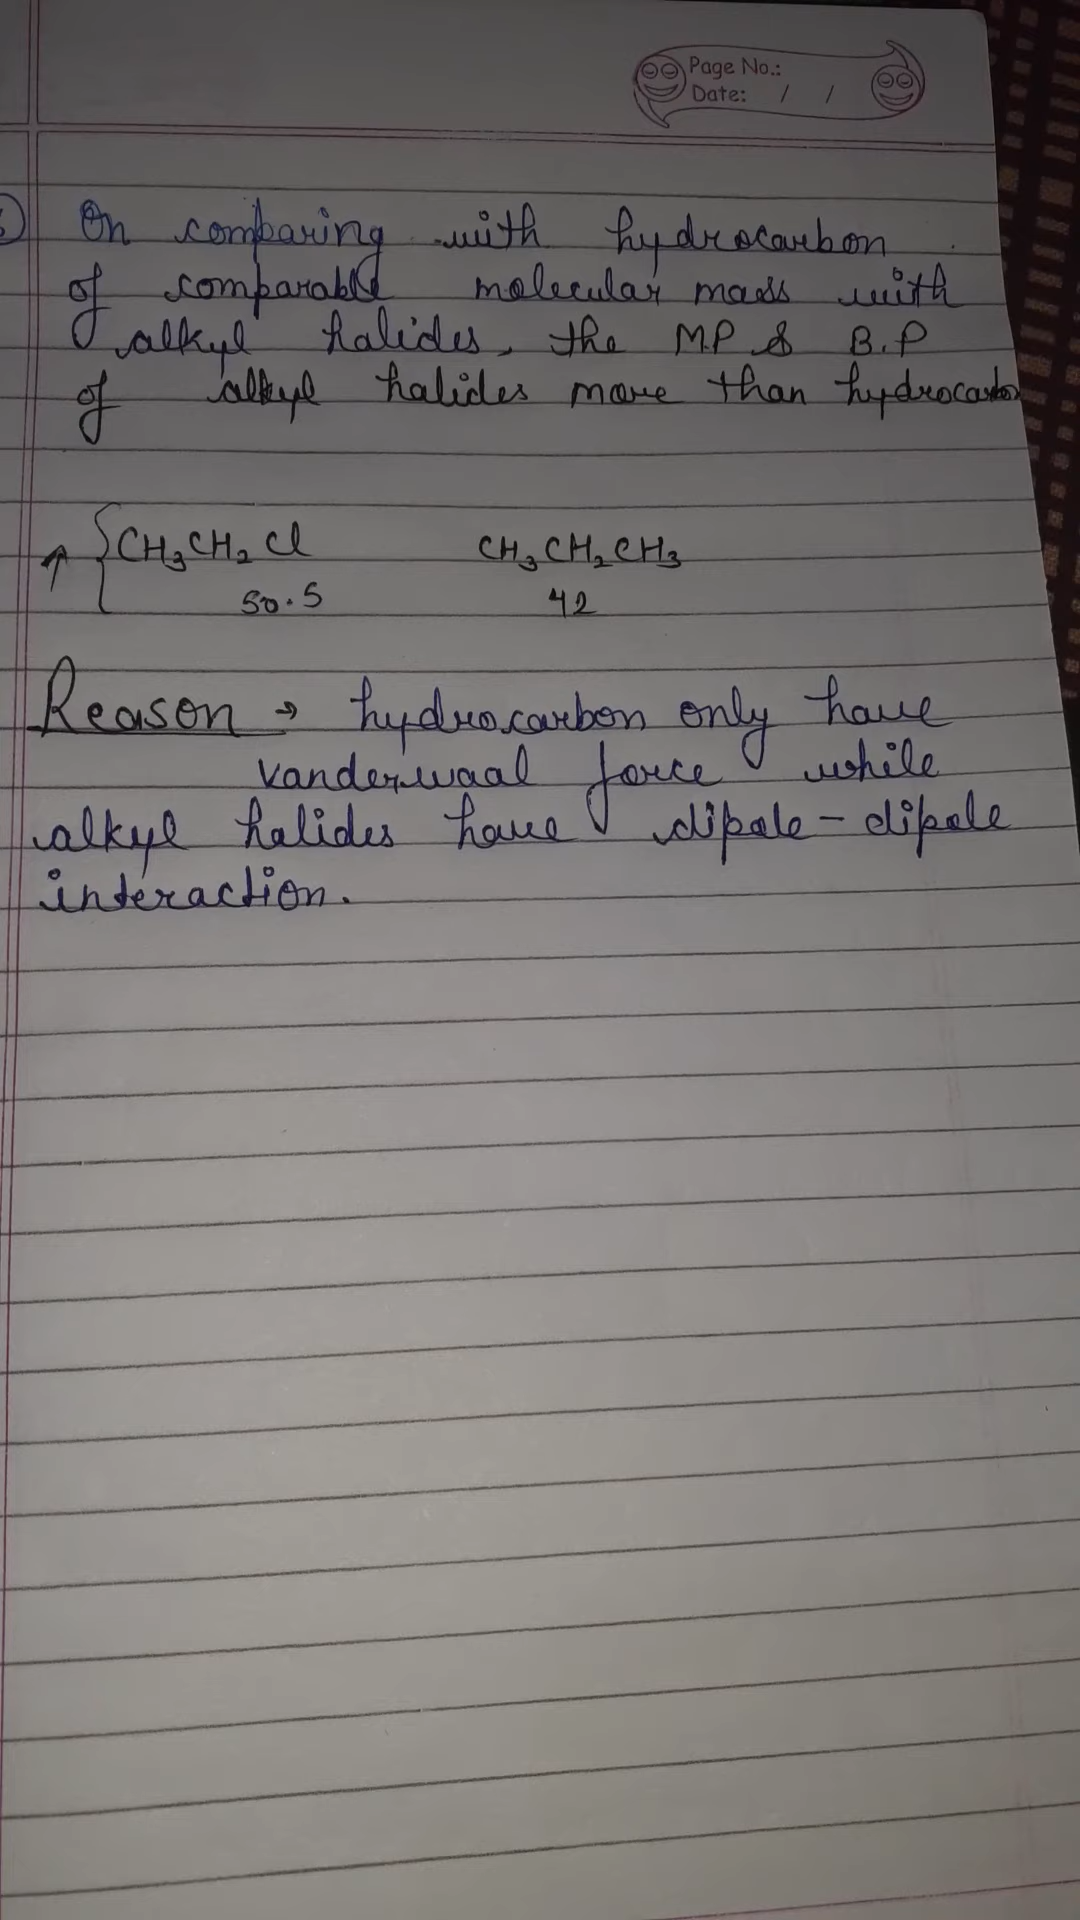 Page No.:
Date: / /
On comparing with hydrocarbon
of comparable molecular mass with
alkyl halides, the M.P & B.P
of alkyl halides more than hydrocarbon
↑ { CH₃CH₂Cl CH₃CH₂CH₃
50.5 42
Reason → hydrocarbon only have
vanderwaal force while
alkyl halides have dipole-dipole
interaction.